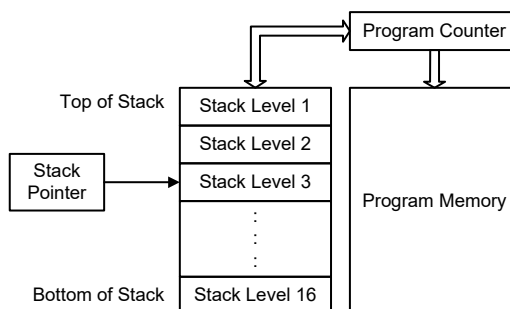 Program Counter
Top of Stack
Stack Level 1
Stack Level 2
Stack
Pointer
Stack Level 3
Program Memory
:
:
:
Bottom of Stack
Stack Level 16